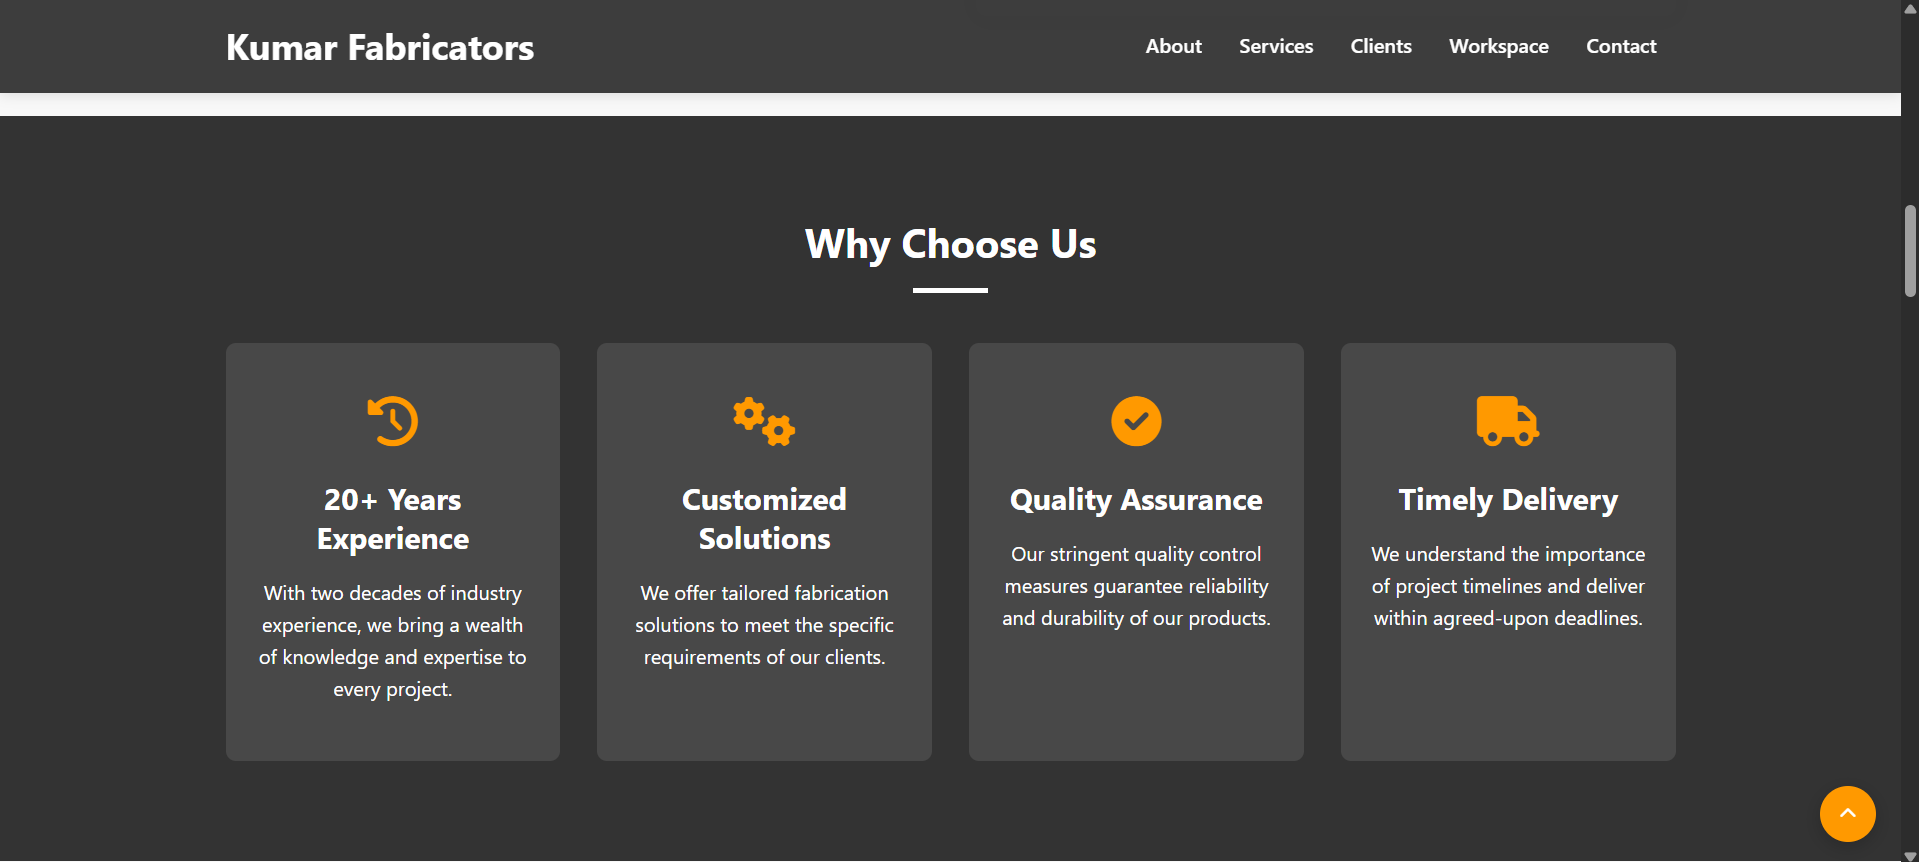 Kumar Fabricators
About Services Clients Workspace Contact
Why Choose Us
20+ Years
Experience
With two decades of industry
experience, we bring a wealth
of knowledge and expertise to
every project.
Customized
Solutions
We offer tailored fabrication
solutions to meet the specific
requirements of our clients.
Quality Assurance
Our stringent quality control
measures guarantee reliability
and durability of our products.
Timely Delivery
We understand the importance
of project timelines and deliver
within agreed-upon deadlines.